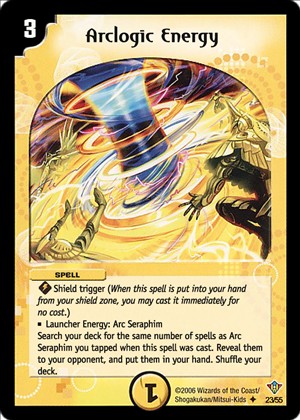 3
Arclogic Energy
SPELL
Shield trigger (When this spell is put into your hand
from your shield zone, you may cast it immediately for
no cost.)
▪ Launcher Energy: Arc Seraphim
Search your deck for the same number of spells as Arc
Seraphim you tapped when this spell was cast. Reveal them
to your opponent, and put them in your hand. Shuffle your
deck.
1
©2006 Wizards of the Coast/
Shogakukan/Mitsui-Kids ✦ 23/55